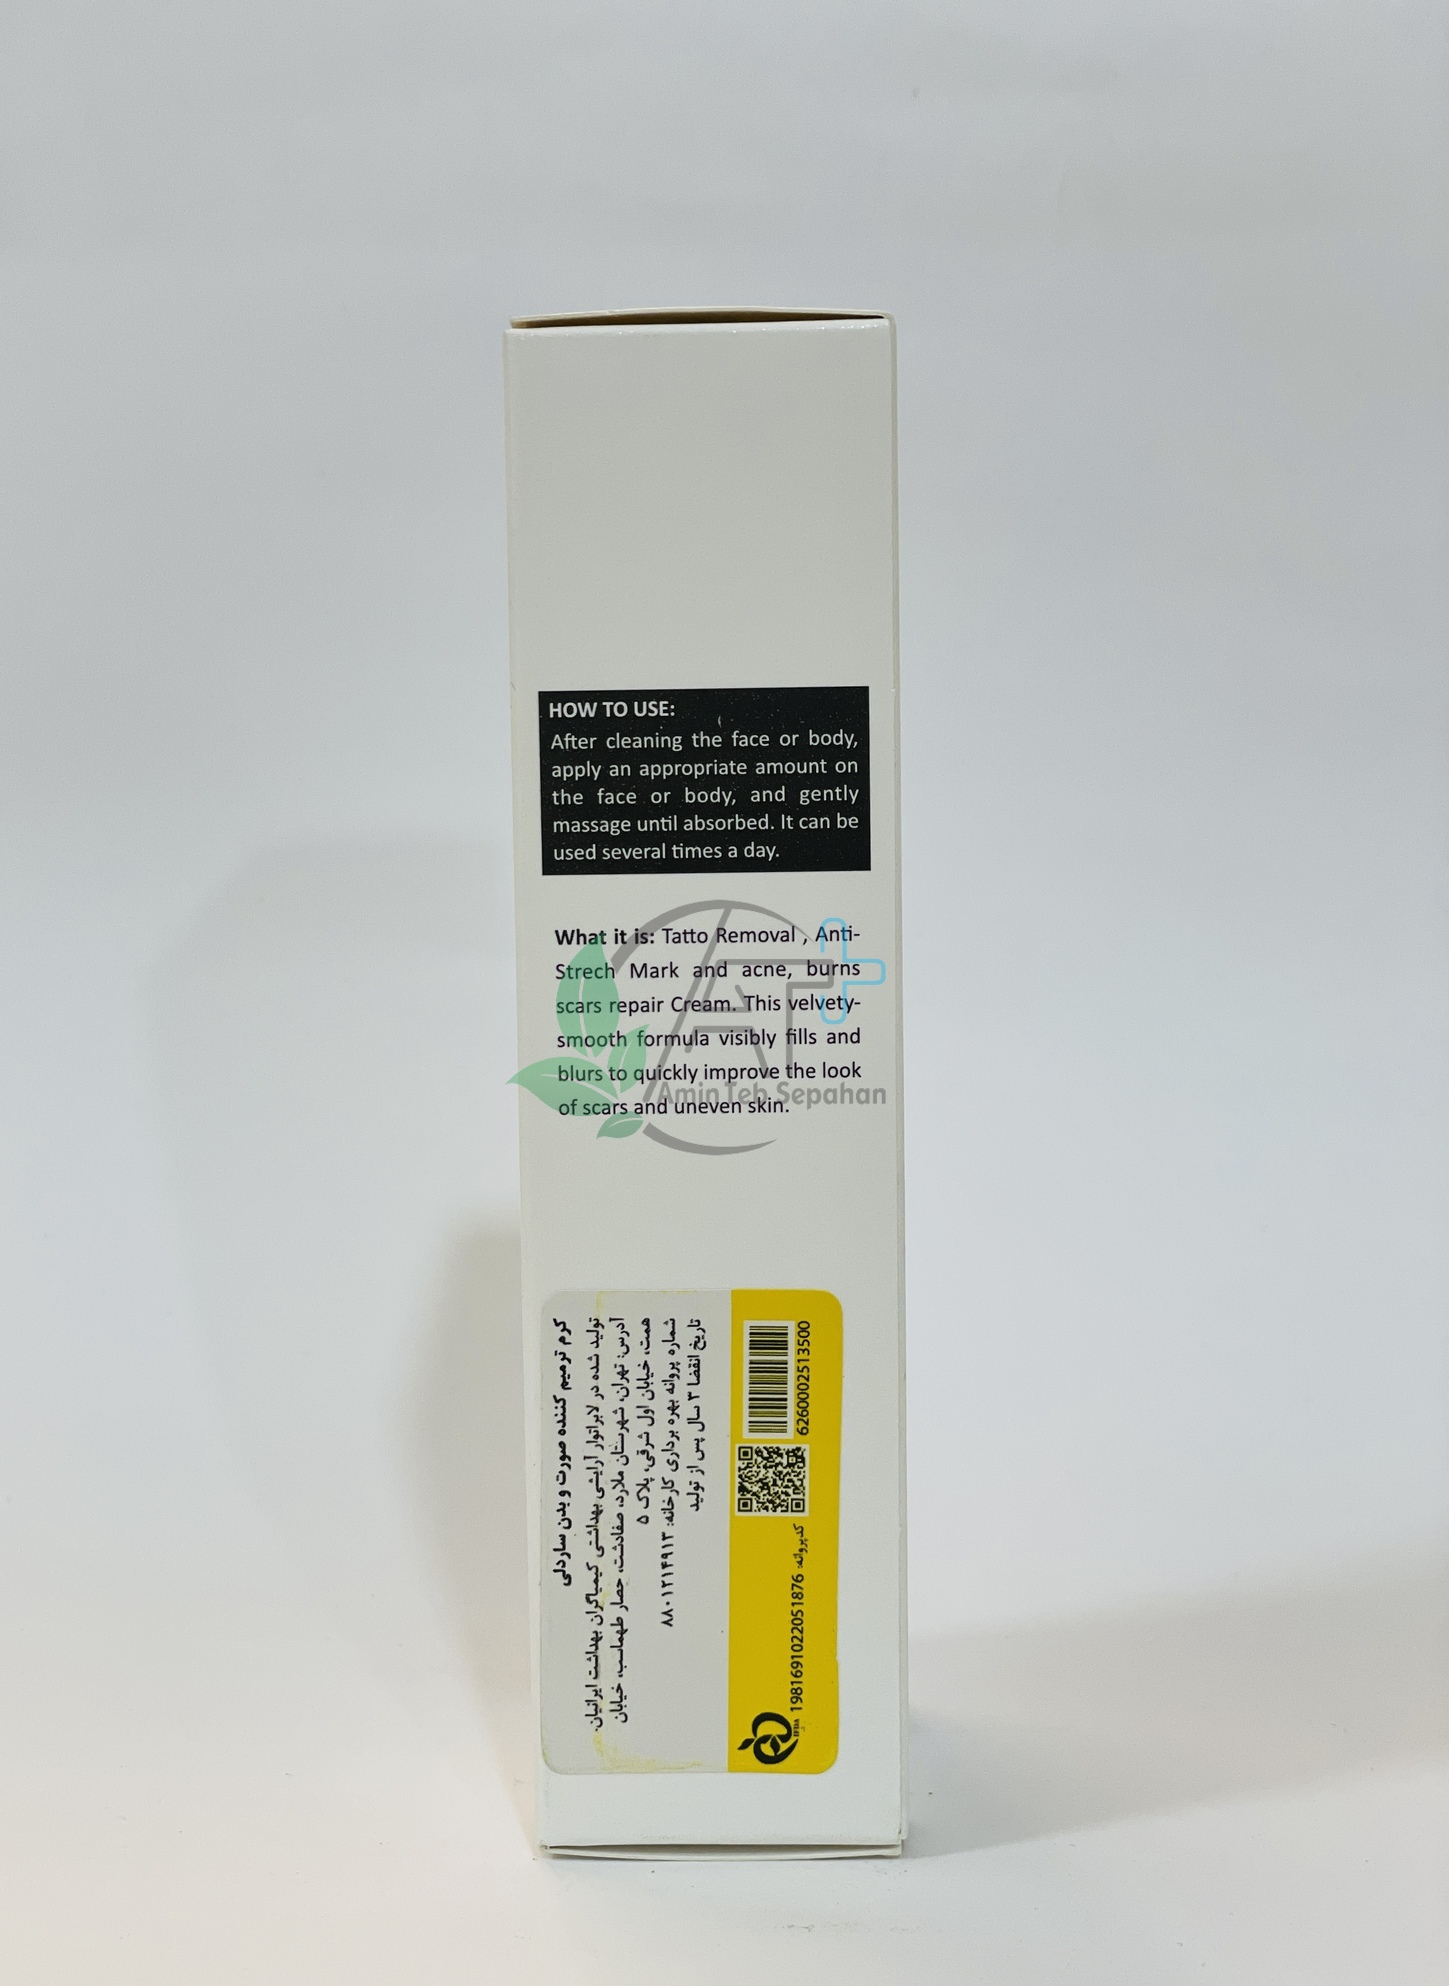 HOW TO USE:
After cleaning the face or body,
apply an appropriate amount on
the face or body, and gently
massage until absorbed. It can be
used several times a day.
What it is: Tatto Removal , Anti-
Strech Mark and acne, burns
scars repair Cream. This velvety-
smooth formula visibly fills and
blurs to quickly improve the look
of scars and uneven skin.
AT+
Amin Teb Sepahan
کرم ترمیم کننده صورت و بدن ساردلی
تولید شده در لابراتوار آرایشی بهداشتی کیمیاگران بهداشت ایرانیان.
آدرس: تهران، شهرستان ملارد، صفادشت، حصار طهماسب، خیابان
همت، خیابان اول شرقی، پلاک ۵
شماره پروانه بهره برداری کارخانه: ۸۸۰۱۲۱۴۹۱۳
تاریخ انقضا ۳ سال پس از تولید
6260002513500
کدپروانه: 1981691022051876